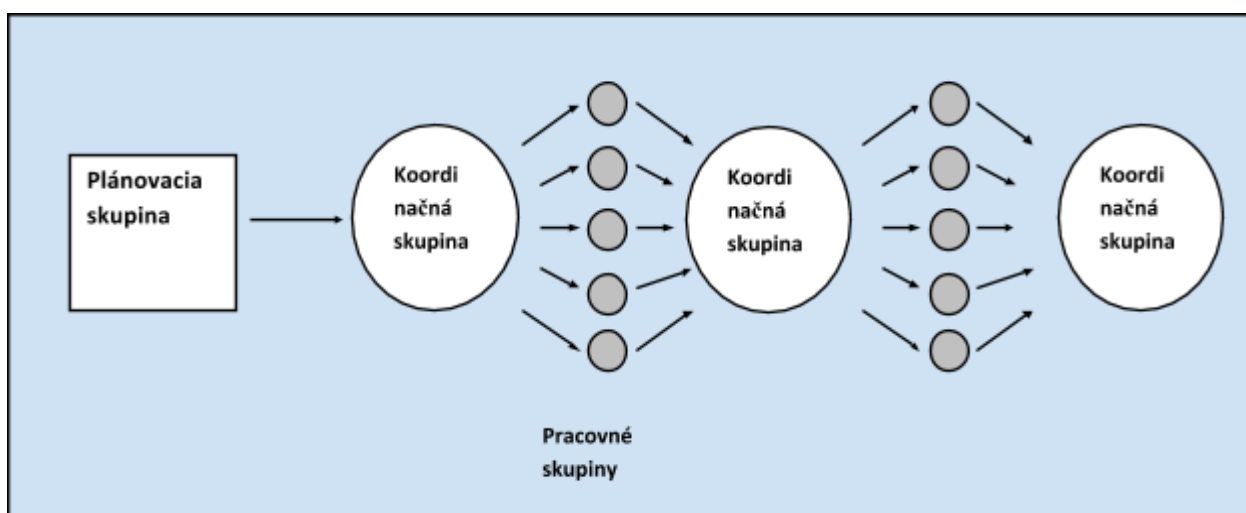 Plánovacia
skupina
Koordi
načná
skupina
Koordi
načná
skupina
Koordi
načná
skupina
Pracovné
skupiny